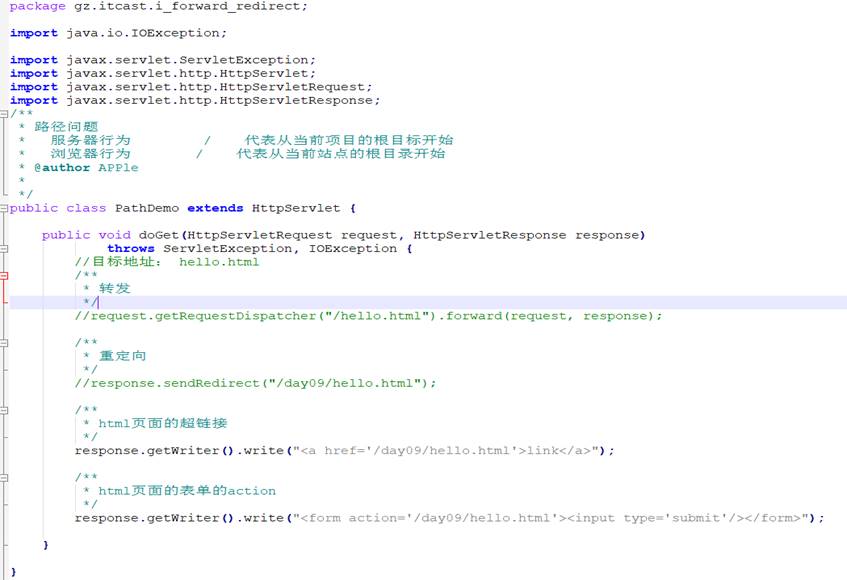 package gz.itcast.i_forward_redirect;
import java.io.IOException;
import javax.servlet.ServletException;
import javax.servlet.http.HttpServlet;
import javax.servlet.http.HttpServletRequest;
import javax.servlet.http.HttpServletResponse;
/**
 * 路径问题
 *   服务器行为         /    代表从当前项目的根目标开始
 *   浏览器行为        /    代表从当前站点的根目录开始
 * @author APPle
 *
 */
public class PathDemo extends HttpServlet {
    public void doGet(HttpServletRequest request, HttpServletResponse response)
            throws ServletException, IOException {
        //目标地址： hello.html
        /**
         * 转发
         */
        //request.getRequestDispatcher("/hello.html").forward(request, response);
        /**
         * 重定向
         */
        //response.sendRedirect("/day09/hello.html");
        /**
         * html页面的超链接
         */
        response.getWriter().write("<a href='/day09/hello.html'>link</a>");
        /**
         * html页面的表单的action
         */
        response.getWriter().write("<form action='/day09/hello.html'><input type='submit'/></form>");
    }
}